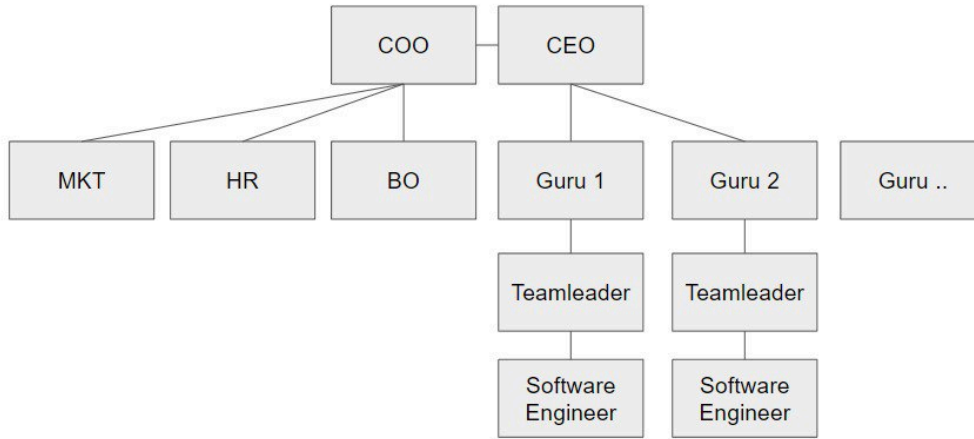 COO
CEO
MKT
HR
BO
Guru 1
Guru 2
Guru ..
Teamleader
Teamleader
Software
Engineer
Software
Engineer